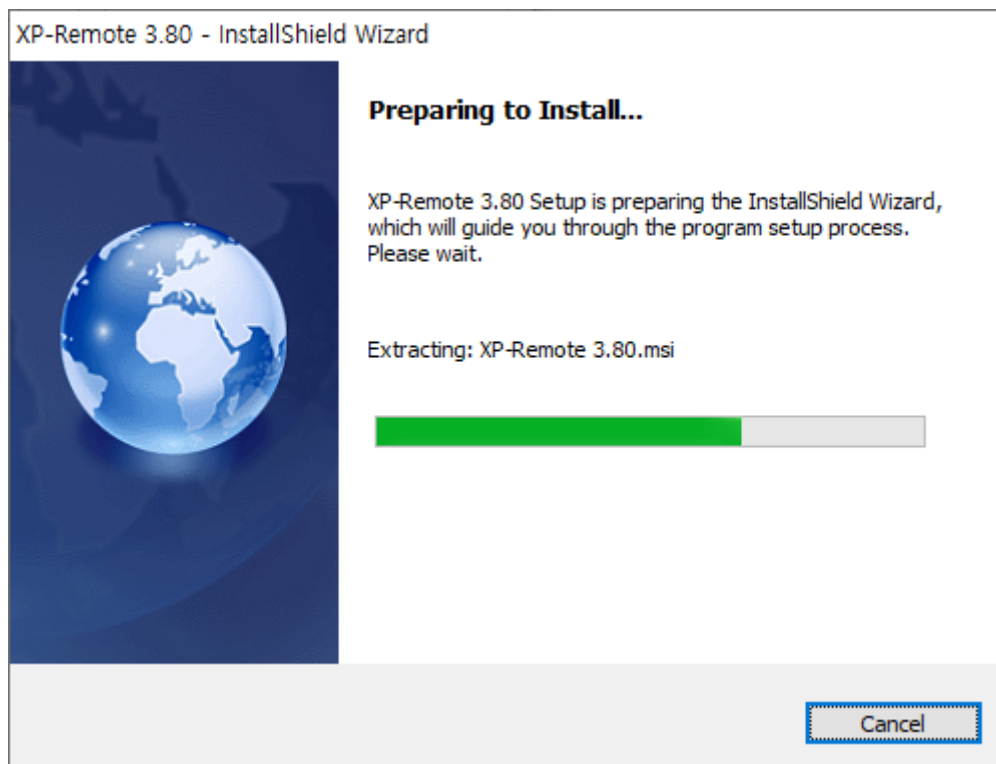 XP-Remote 3.80 - InstallShield Wizard
Preparing to Install...
XP-Remote 3.80 Setup is preparing the InstallShield Wizard,
which will guide you through the program setup process.
Please wait.
Extracting: XP-Remote 3.80.msi
Cancel